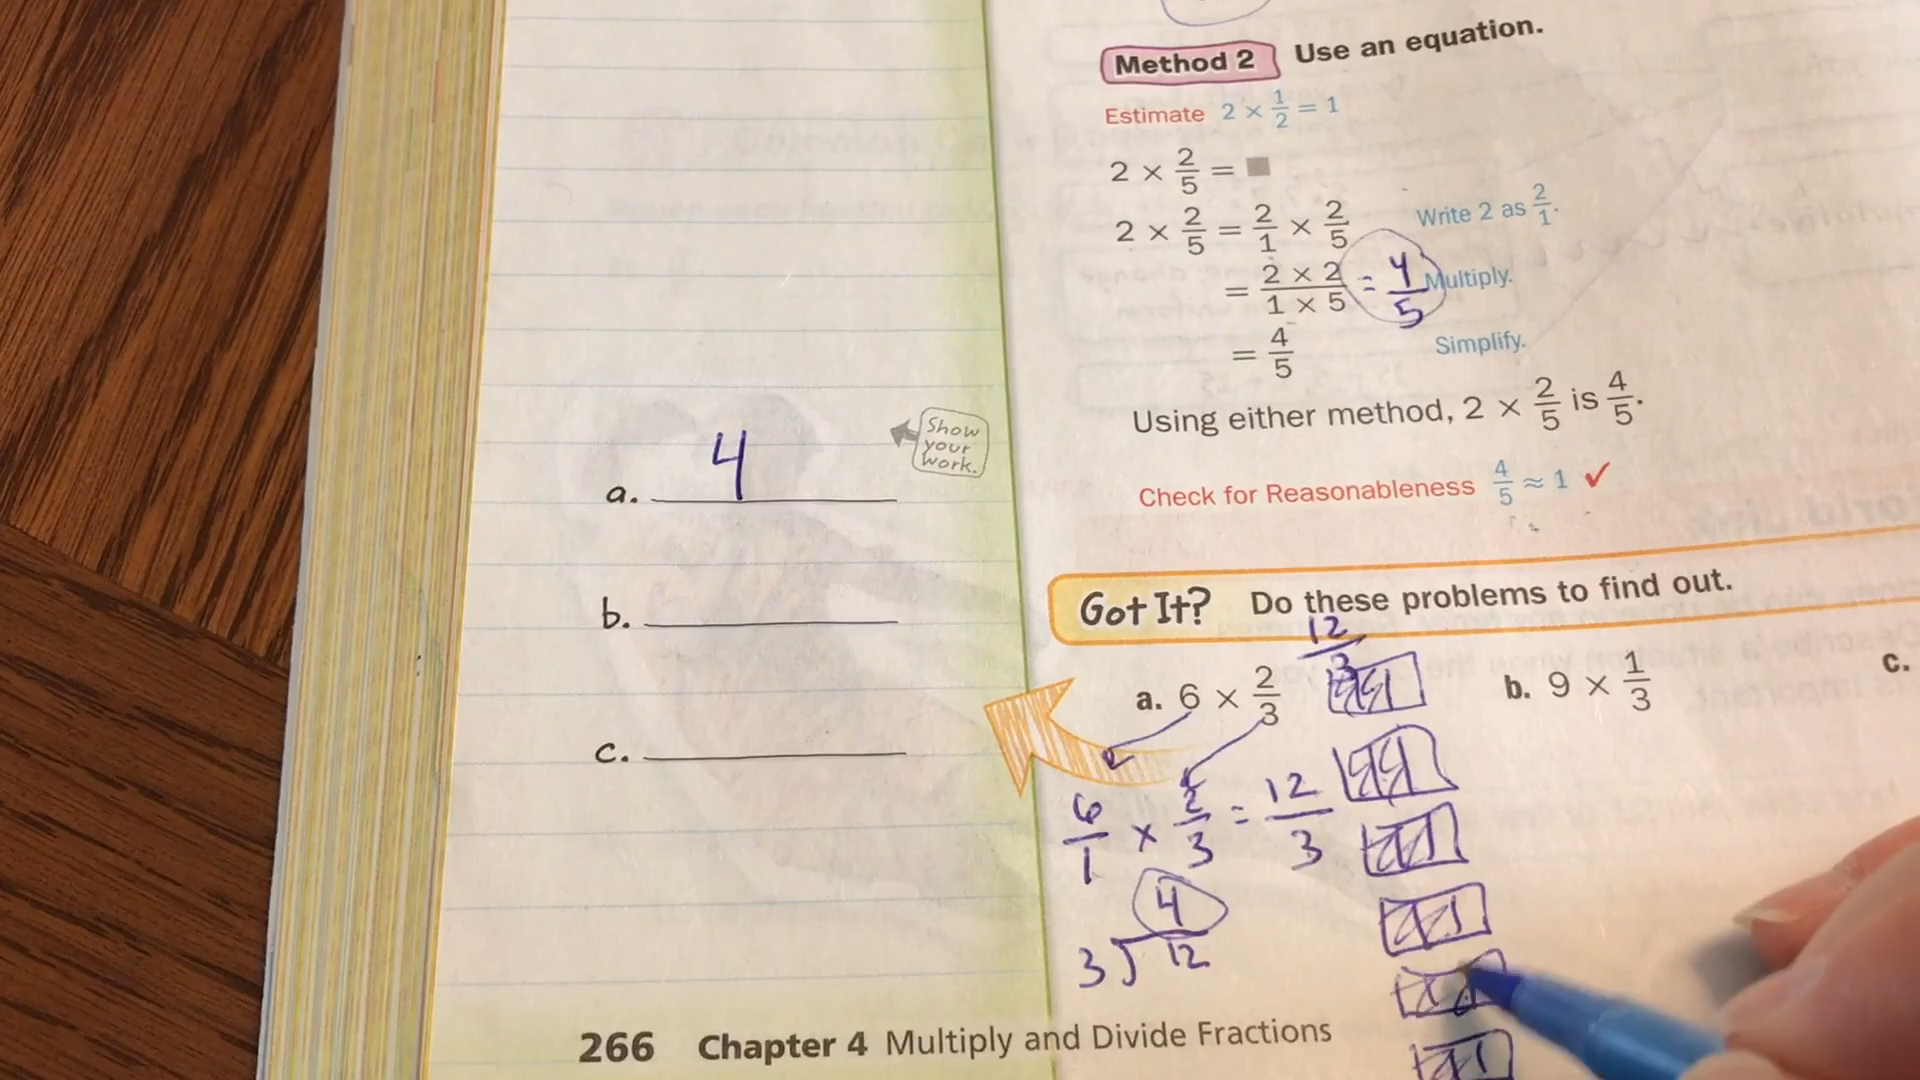 Method 2 Use an equation.
Estimate 2 × 1/2 = 1
2 × 2/5 = ■
2 × 2/5 = 2/1 × 2/5 Write 2 as 2/1.
= 2 × 2 / 1 × 5 = 4/5 Multiply.
= 4/5 Simplify.
Using either method, 2 × 2/5 is 4/5.
Check for Reasonableness 4/5 ≈ 1 ✓
Show
your
work.
a. 4
b.
c.
Got It? Do these problems to find out.
12/3
a. 6 × 2/3 b. 9 × 1/3 c.
6/1 × 2/3 = 12/3
4
3 12
266 Chapter 4 Multiply and Divide Fractions